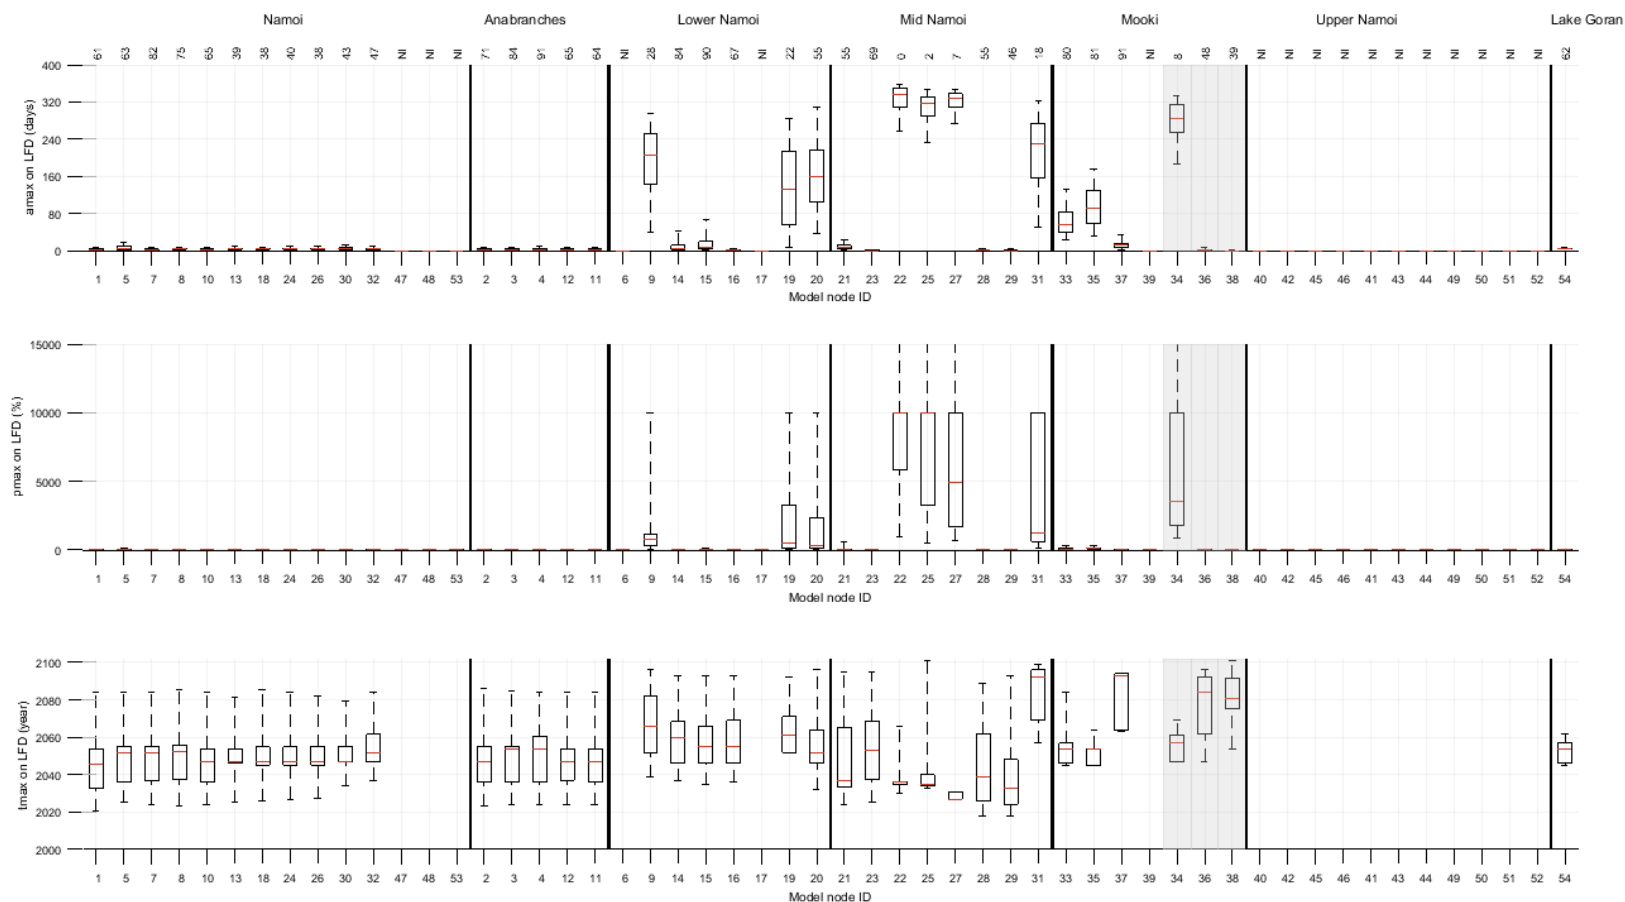 Namoi Anabranches Lower Namoi Mid Namoi Mooki Upper Namoi Lake Goran
61 63 82 75 65 39 38 40 38 43 47 NI NI NI 71 84 91 65 64 NI 28 84 90 67 NI 22 55 55 69 0 2 7 55 46 18 80 81 91 NI 8 48 39 NI NI NI NI NI NI NI NI NI NI NI 62
amax on LFD (days)
400
320
240
160
80
0
1 5 7 8 10 13 18 24 26 30 32 47 48 53 2 3 4 12 11 6 9 14 15 16 17 19 20 21 23 22 25 27 28 29 31 33 35 37 39 34 36 38 40 42 45 46 41 43 44 49 50 51 52 54
Model node ID
pmax on LFD (%)
15000
10000
5000
0
1 5 7 8 10 13 18 24 26 30 32 47 48 53 2 3 4 12 11 6 9 14 15 16 17 19 20 21 23 22 25 27 28 29 31 33 35 37 39 34 36 38 40 42 45 46 41 43 44 49 50 51 52 54
Model node ID
tmax on LFD (year)
2100
2080
2060
2040
2020
2000
1 5 7 8 10 13 18 24 26 30 32 47 48 53 2 3 4 12 11 6 9 14 15 16 17 19 20 21 23 22 25 27 28 29 31 33 35 37 39 34 36 38 40 42 45 46 41 43 44 49 50 51 52 54
Model node ID